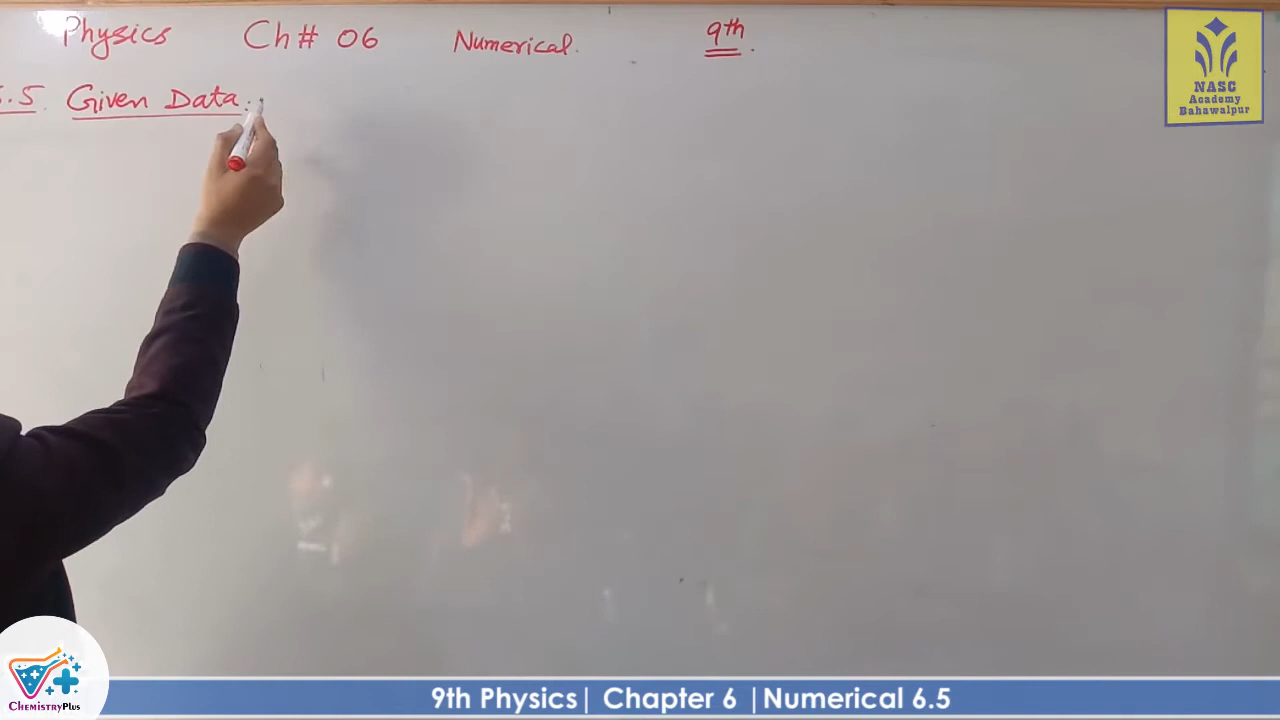 Physics Ch# 06 Numerical. 9th.
.5 Given Data:
NASC
Academy
Bahawalpur
CHEMISTRYPLUS
9th Physics| Chapter 6 |Numerical 6.5